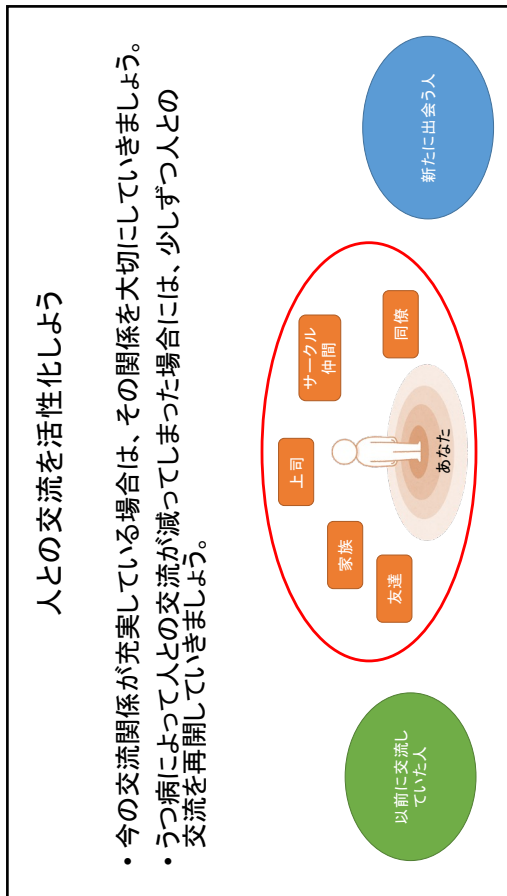 人との交流を活性化しよう
・今の交流関係が充実している場合は、その関係を大切にしていきましょう。
・うつ病によって人との交流が減ってしまった場合には、少しずつ人との
交流を再開していきましょう。
以前に交流し
ていた人
友達
家族
上司
サークル
仲間
同僚
あなた
新たに出会う人